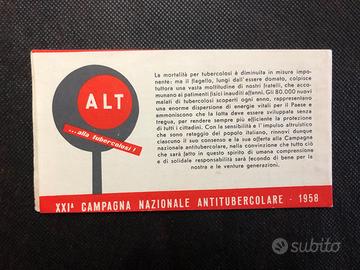 ALT
...alla tubercolosi !
La mortalità per tubercolosi è diminuita in misura impo-
nente: ma il flagello, lungi dall'essere domato, colpisce
tuttora una vasta moltitudine di nostri fratelli, che acco-
munano ai patimenti fisici inauditi affanni. Gli 80.000 nuovi
malati di tubercolosi scoperti ogni anno, rappresentano
una enorme dispersione di energie vitali per il Paese e
ammoniscono che la lotta deve essere sviluppata senza
tregua, per rendere sempre più efficiente la protezione
di tutti i cittadini. Con la sensibilità e l'impulso altruistico
che sono retaggio del popolo italiano, rinnovi dunque
ciascuno il suo consenso e la sua offerta alla Campagna
nazionale antitubercolare, nella convinzione che tutto ciò
che sarà fatto in questo spirito di umana comprensione
e di solidale responsabilità sarà fecondo di bene per la
nostra e le venture generazioni.
XXIª CAMPAGNA NAZIONALE ANTITUBERCOLARE - 1958
subito